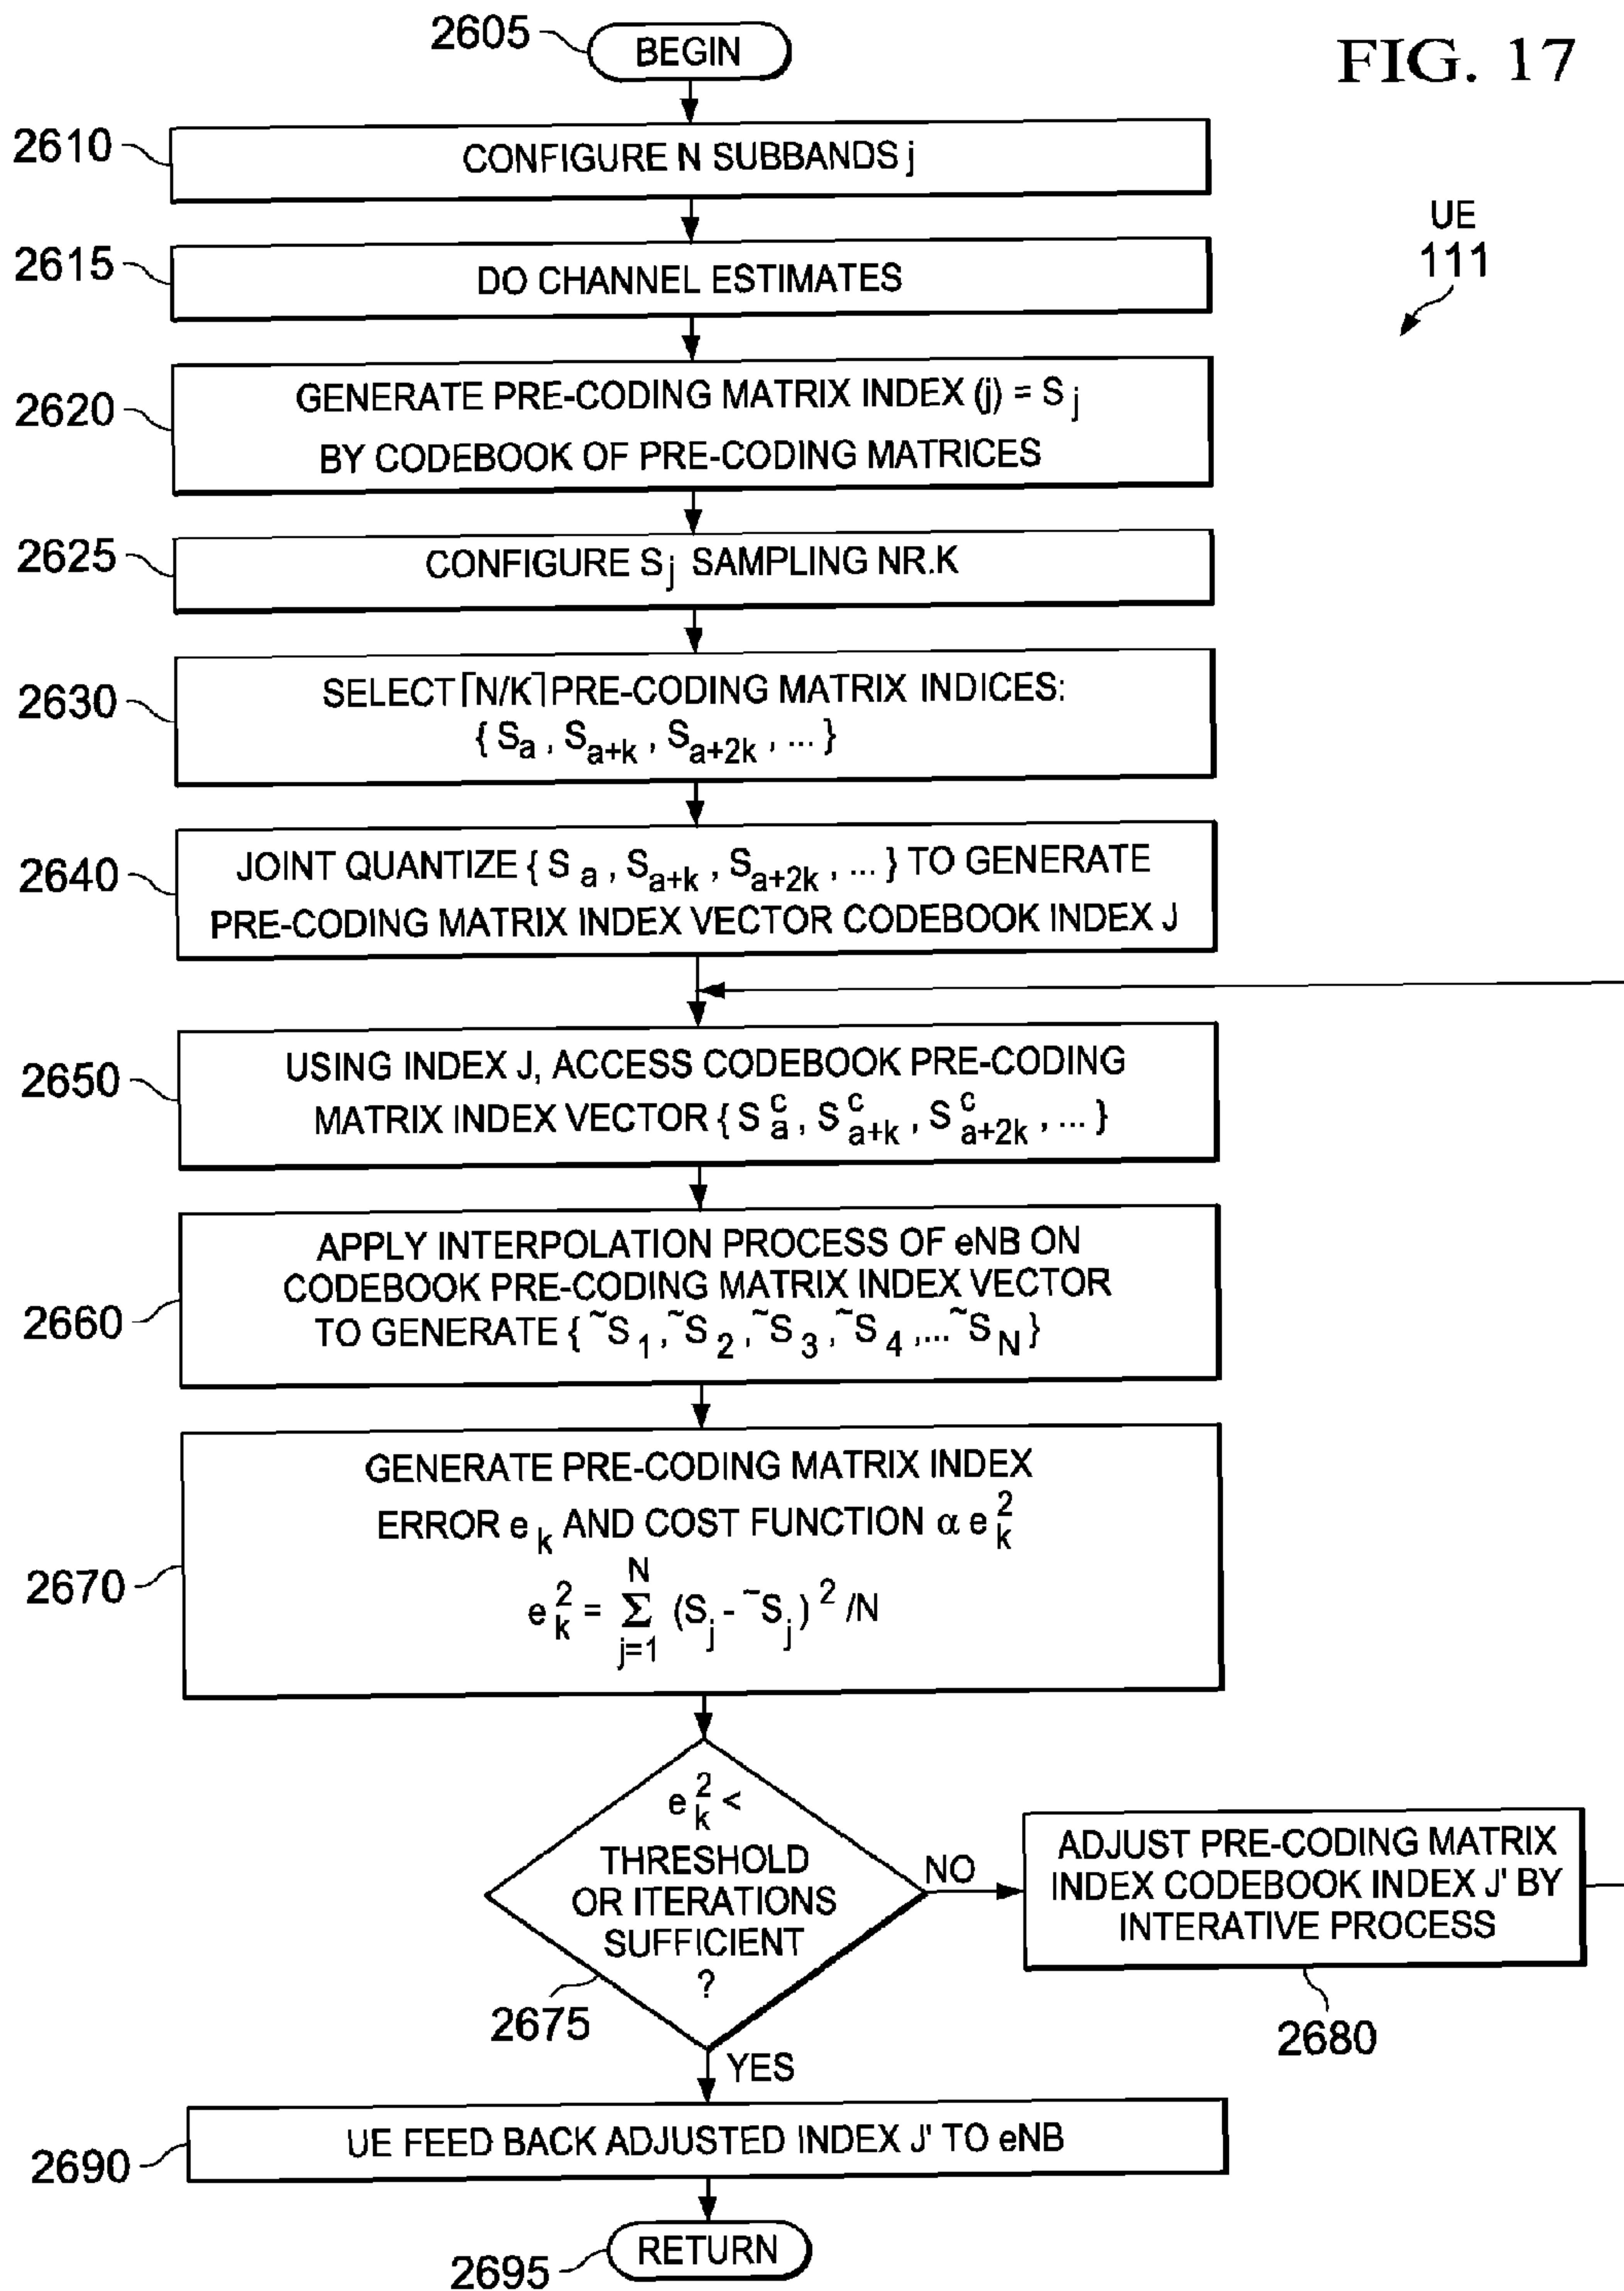 FIG. 17
2605
BEGIN
2610
CONFIGURE N SUBBANDS j
UE
111
2615
DO CHANNEL ESTIMATES
2620
GENERATE PRE-CODING MATRIX INDEX (j) = S j
BY CODEBOOK OF PRE-CODING MATRICES
2625
CONFIGURE S j SAMPLING NR.K
2630
SELECT ⌈N/K⌉ PRE-CODING MATRIX INDICES:
{ S a , S a+k , S a+2k , ... }
2640
JOINT QUANTIZE { S a , S a+k , S a+2k , ... } TO GENERATE
PRE-CODING MATRIX INDEX VECTOR CODEBOOK INDEX J
2650
USING INDEX J, ACCESS CODEBOOK PRE-CODING
MATRIX INDEX VECTOR { S c a , S c a+k , S c a+2k , ... }
2660
APPLY INTERPOLATION PROCESS OF eNB ON
CODEBOOK PRE-CODING MATRIX INDEX VECTOR
TO GENERATE { ~S 1 , ~S 2 , ~S 3 , ~S 4 ,... ~S N }
2670
GENERATE PRE-CODING MATRIX INDEX
ERROR e k AND COST FUNCTION α e 2 k
e 2 k = N Σ j=1 (S j - ~S j ) 2 /N
e 2 k <
THRESHOLD
OR ITERATIONS
SUFFICIENT
?
2675
NO
ADJUST PRE-CODING MATRIX
INDEX CODEBOOK INDEX J' BY
INTERATIVE PROCESS
2680
YES
2690
UE FEED BACK ADJUSTED INDEX J' TO eNB
2695
RETURN